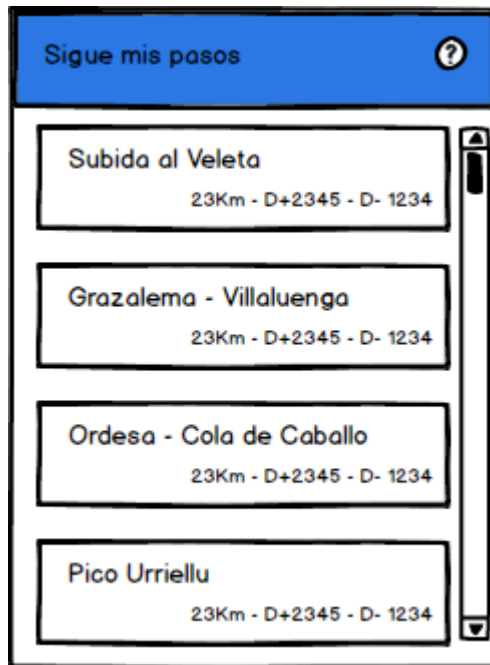 Sigue mis pasos ?
Subida al Veleta
23Km - D+2345 - D- 1234
Grazalema - Villaluenga
23Km - D+2345 - D- 1234
Ordesa - Cola de Caballo
23Km - D+2345 - D- 1234
Pico Urriellu
23Km - D+2345 - D- 1234